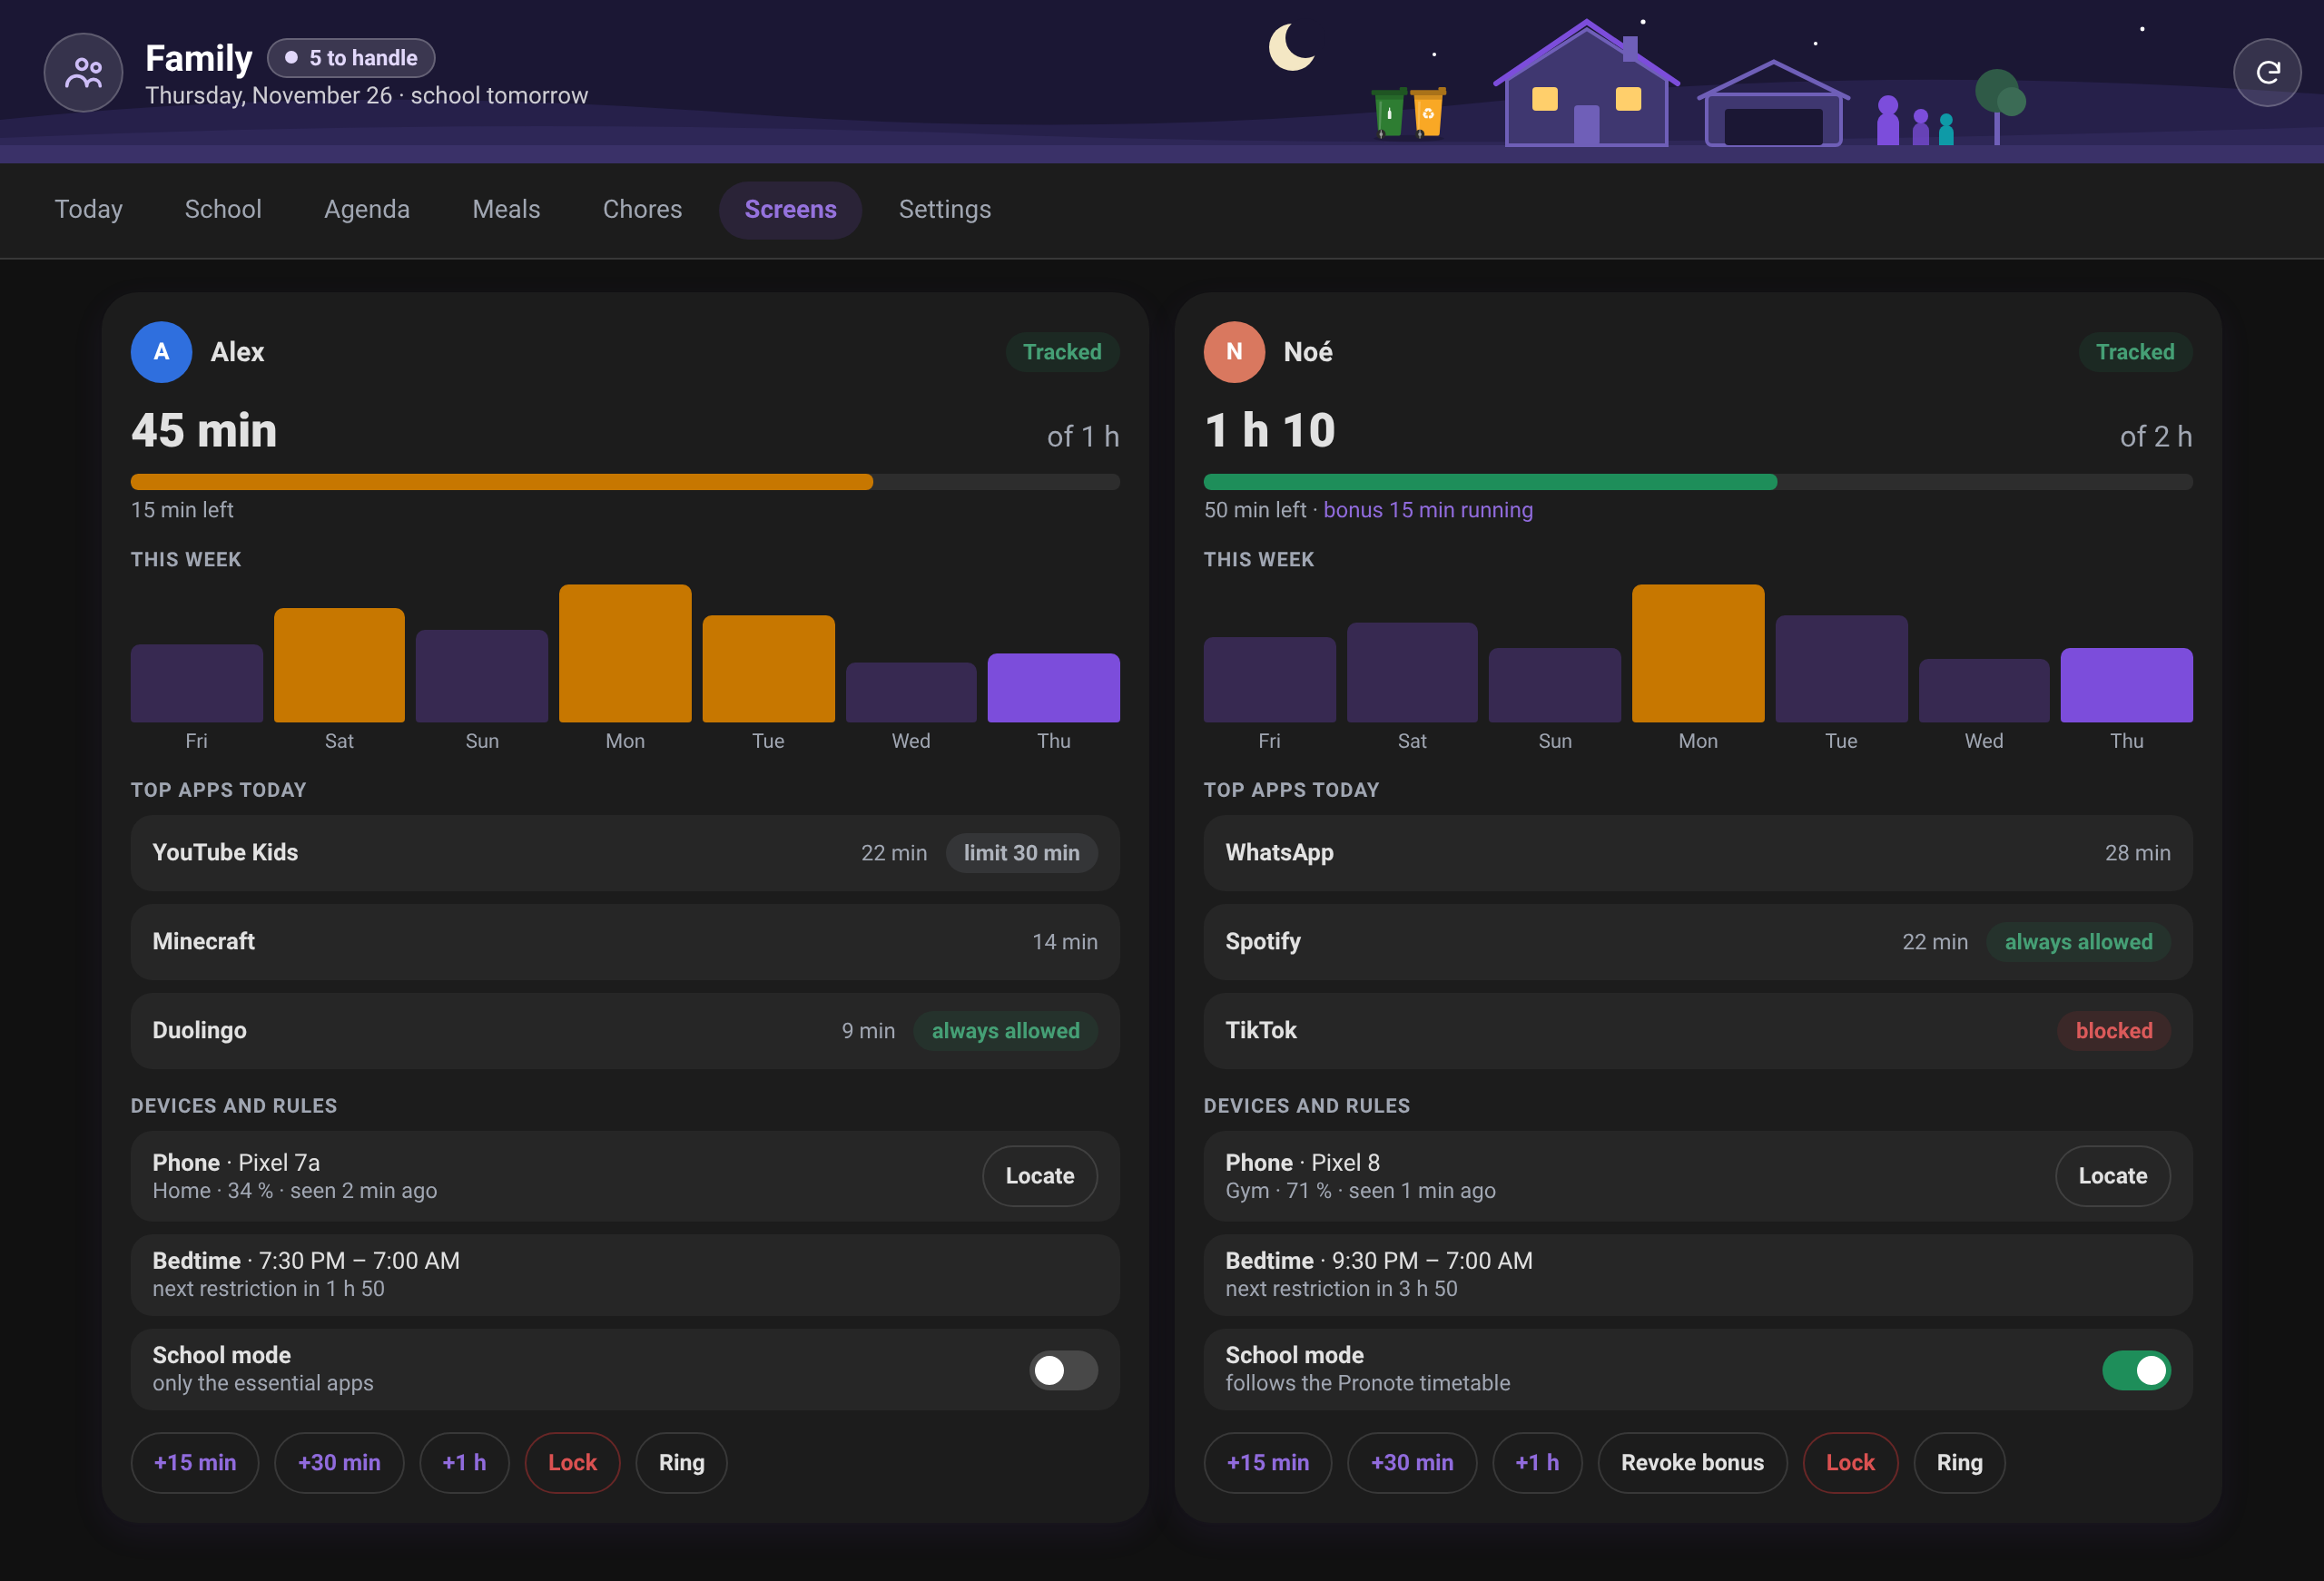 Family
5 to handle
Thursday, November 26 · school tomorrow
Today
School
Agenda
Meals
Chores
Screens
Settings
A
Alex
Tracked
45 min
of 1 h
15 min left
THIS WEEK
Fri
Sat
Sun
Mon
Tue
Wed
Thu
TOP APPS TODAY
YouTube Kids
22 min
limit 30 min
Minecraft
14 min
Duolingo
9 min
always allowed
DEVICES AND RULES
Phone · Pixel 7a
Home · 34 % · seen 2 min ago
Locate
Bedtime · 7:30 PM – 7:00 AM
next restriction in 1 h 50
School mode
only the essential apps
+15 min
+30 min
+1 h
Lock
Ring
N
Noé
Tracked
1 h 10
of 2 h
50 min left · bonus 15 min running
THIS WEEK
Fri
Sat
Sun
Mon
Tue
Wed
Thu
TOP APPS TODAY
WhatsApp
28 min
Spotify
22 min
always allowed
TikTok
blocked
DEVICES AND RULES
Phone · Pixel 8
Gym · 71 % · seen 1 min ago
Locate
Bedtime · 9:30 PM – 7:00 AM
next restriction in 3 h 50
School mode
follows the Pronote timetable
+15 min
+30 min
+1 h
Revoke bonus
Lock
Ring